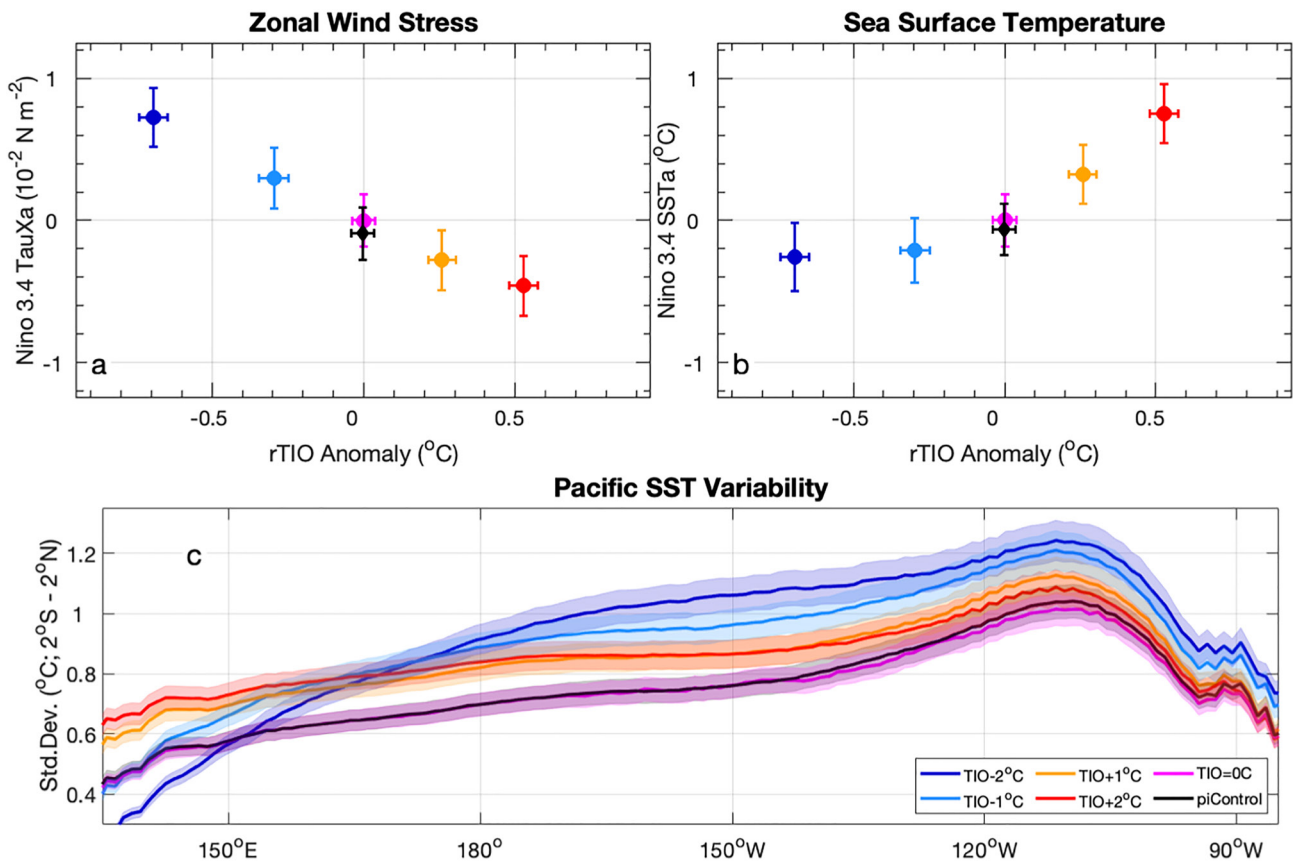 Zonal Wind Stress
Nino 3.4 TauXa (10⁻² N m⁻²)
1
0
-1
a
-0.5
0
0.5
rTIO Anomaly (°C)
Sea Surface Temperature
Nino 3.4 SSTa (°C)
1
0
-1
b
-0.5
0
0.5
rTIO Anomaly (°C)
Pacific SST Variability
Std.Dev. (°C; 2°S - 2°N)
1.2
1
0.8
0.6
0.4
c
TIO-2°C
TIO+1°C
TIO=0C
TIO-1°C
TIO+2°C
piControl
150°E
180°
150°W
120°W
90°W